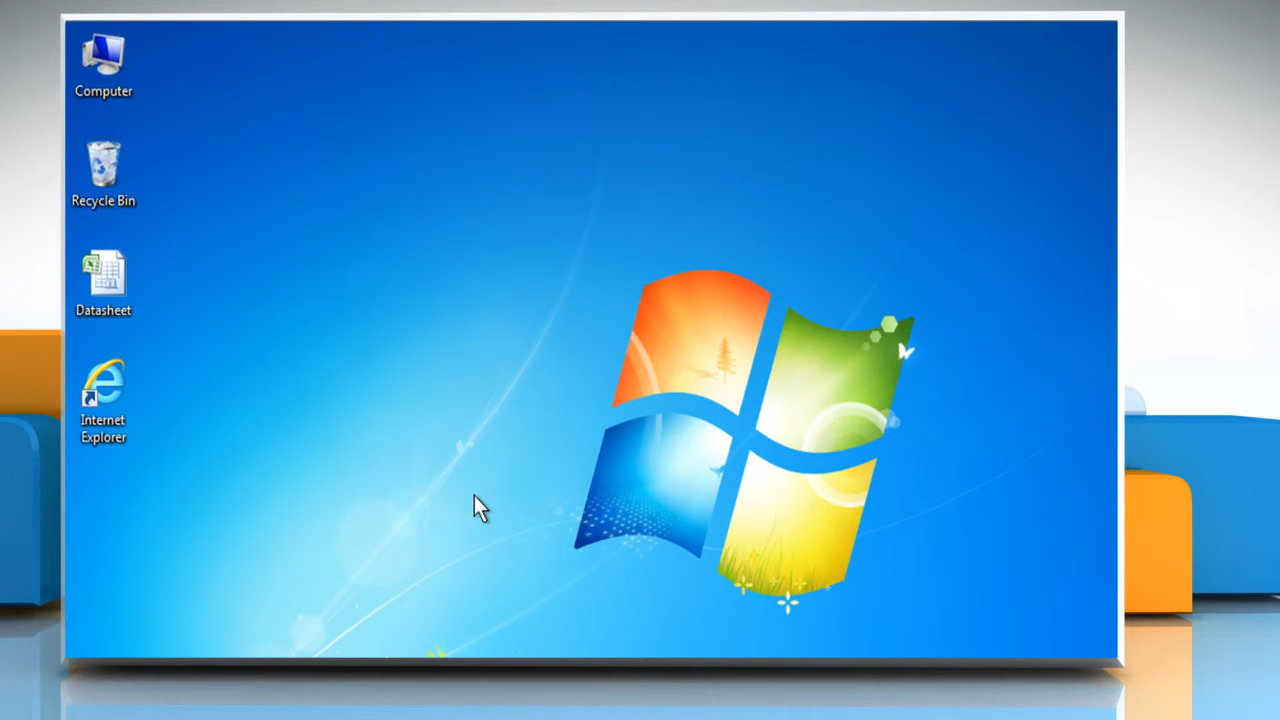 Computer
Recycle Bin
Datasheet
Internet
Explorer